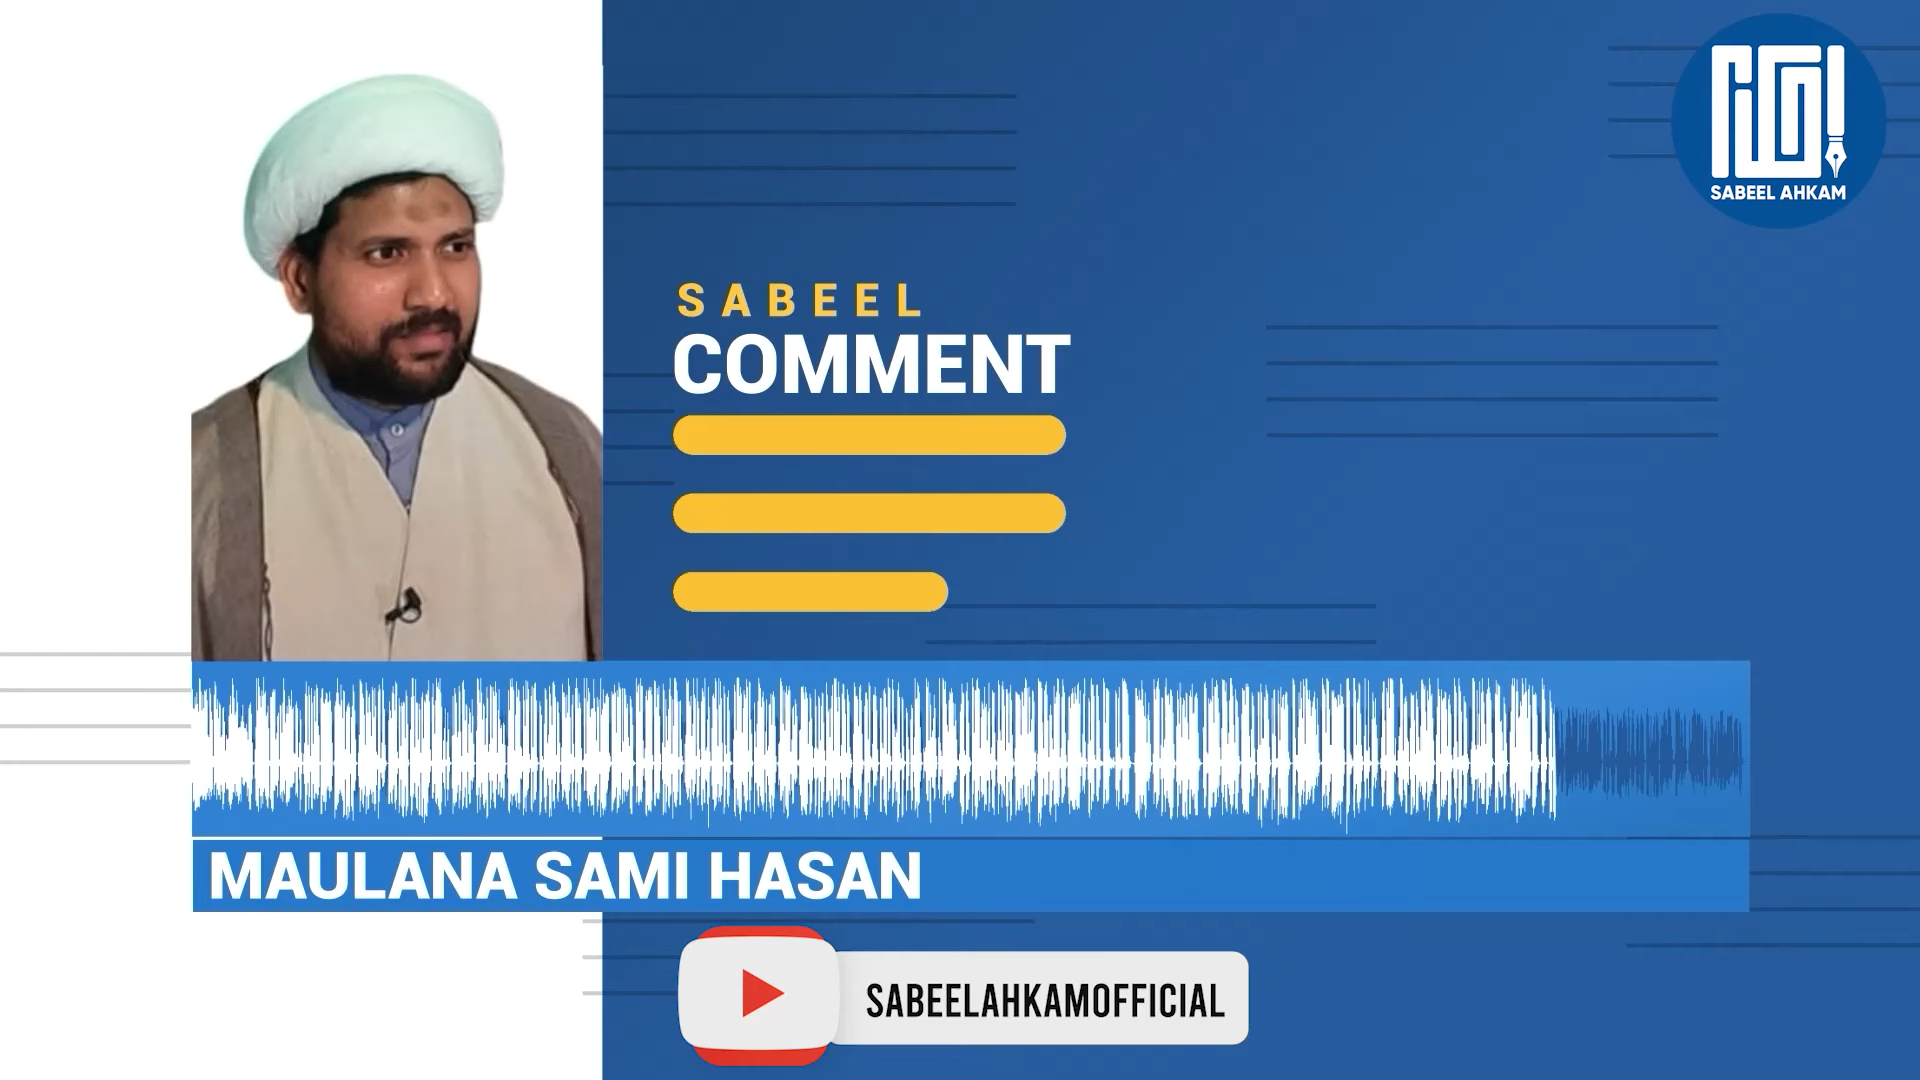 SABEEL AHKAM
SABEEL
COMMENT
MAULANA SAMI HASAN
SABEELAHKAMOFFICIAL